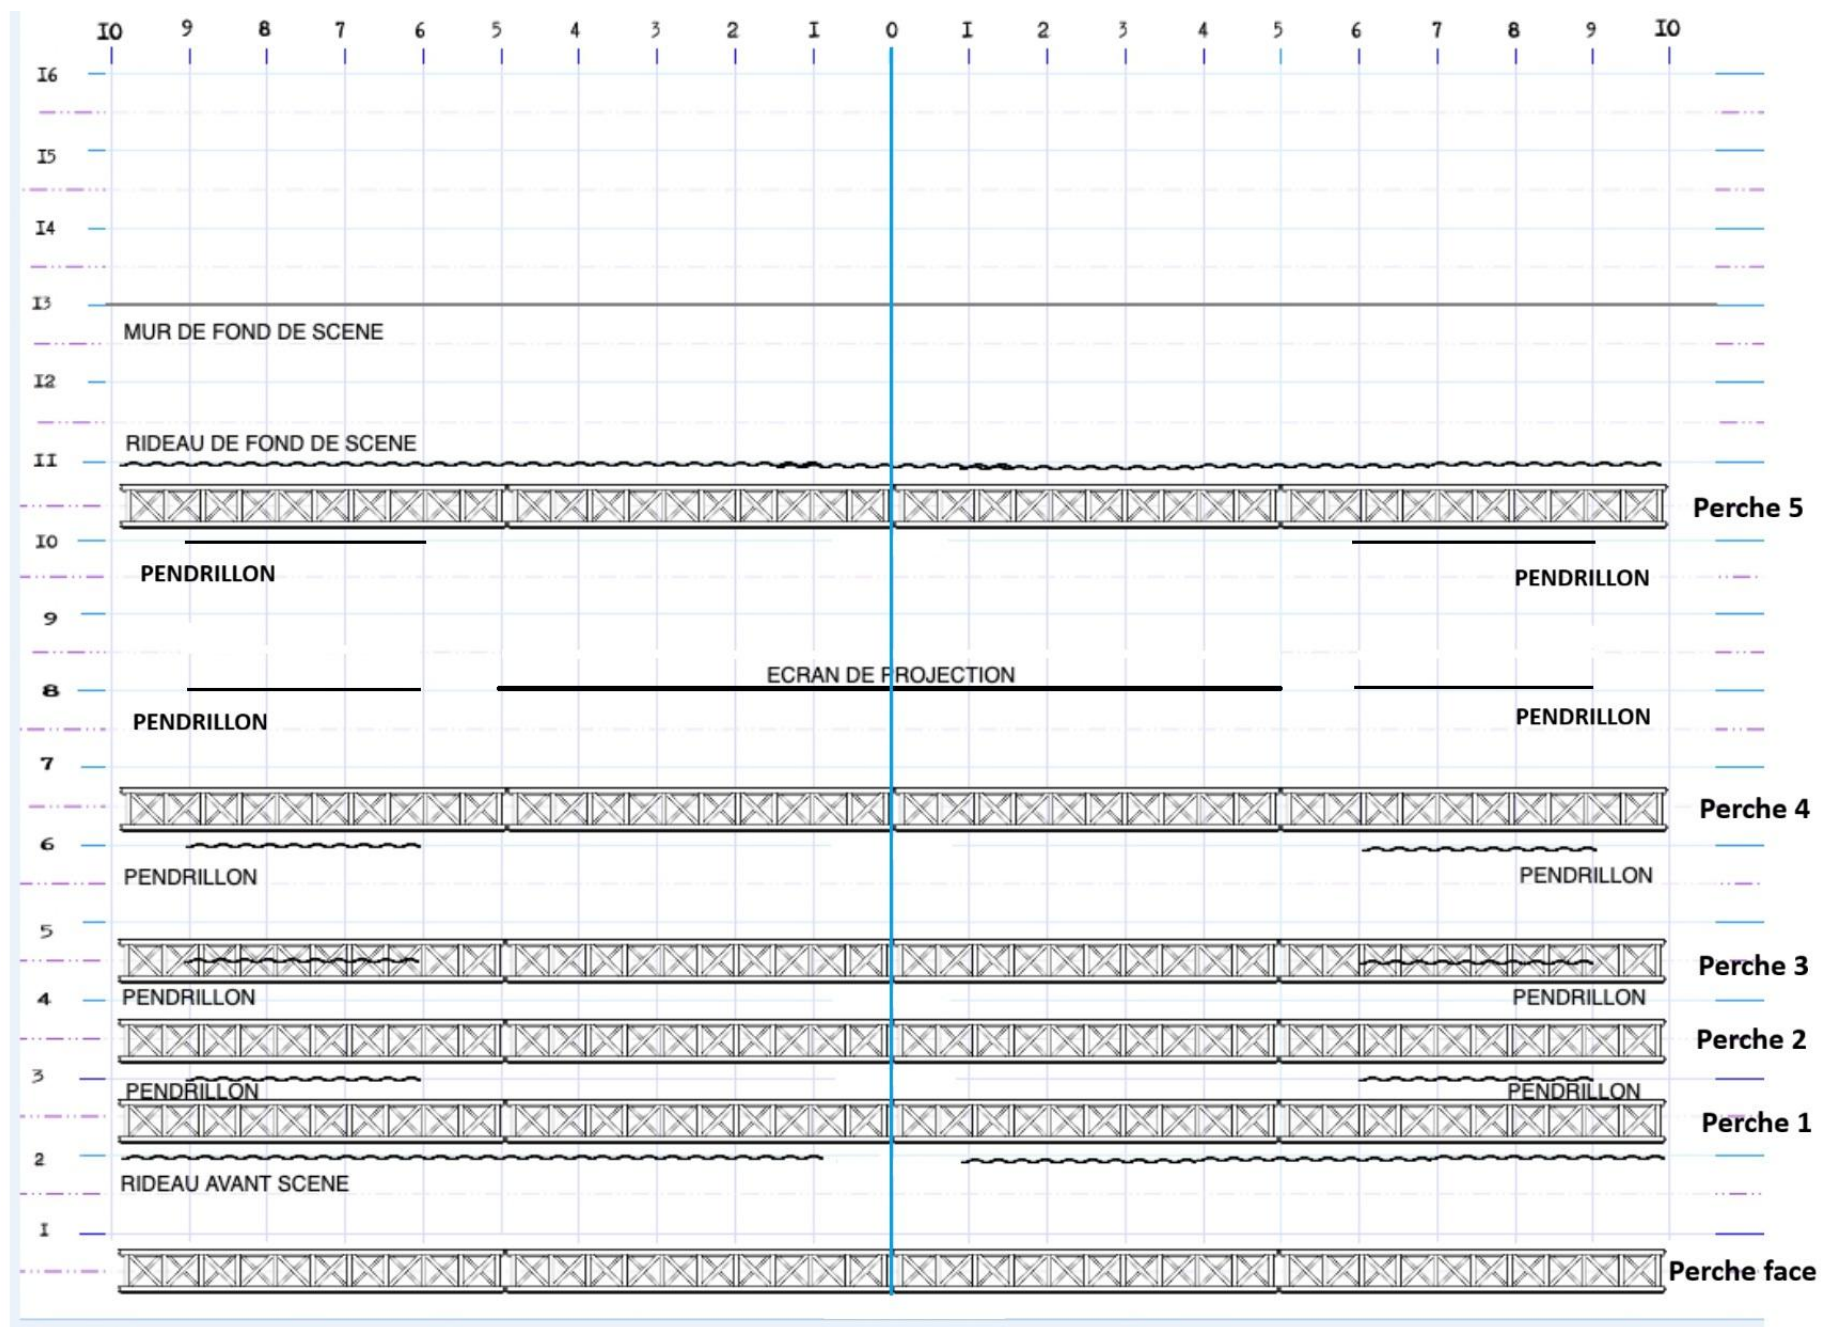 10 9 8 7 6 5 4 3 2 1 0 1 2 3 4 5 6 7 8 9 10
16
15
14
13
MUR DE FOND DE SCENE
12
RIDEAU DE FOND DE SCENE
11
Perche 5
10
PENDRILLON PENDRILLON
9
ECRAN DE PROJECTION
8
PENDRILLON PENDRILLON
7
Perche 4
6
PENDRILLON PENDRILLON
5
Perche 3
4 PENDRILLON PENDRILLON
Perche 2
3
PENDRILLON PENDRILLON
Perche 1
2
RIDEAU AVANT SCENE
1
Perche face